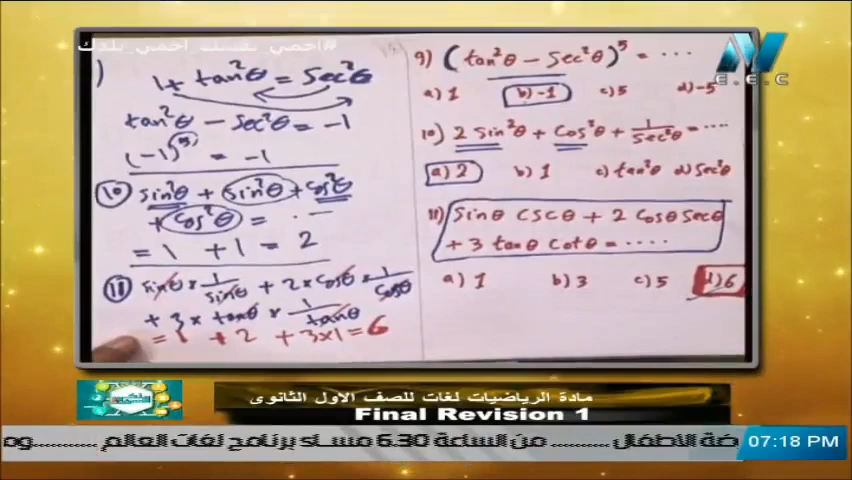 #احمي_نفسك_احمي_بلدك
E.E.C
)
1+ tan²θ = Sec²θ
tan²θ − Sec²θ = −1
(−1)⁵ = −1
10 sin²θ + sin²θ + cos²θ
+ cos²θ = . —
= 1 + 1 = 2
11 sinθ × 1/sinθ + 2 × cosθ × 1/cosθ
+ 3 × tanθ × 1/tanθ
= 1 + 2 + 3×1 = 6
9) (tan²θ − Sec²θ)⁵ = ...
a) 1 b) -1 c) 5 d) -5
10) 2 Sin²θ + Cos²θ + 1/Sec²θ = ....
a) 2 b) 1 c) tan²θ d) Sec²θ
11) Sinθ CSCθ + 2 Cosθ Secθ
+ 3 tanθ Cotθ = ....
a) 1 b) 3 c) 5 d) 6
مادة الرياضيات لغات للصف الاول الثانوى
Final Revision 1
ضة الاطفال .......... من الساعة 6.30 مساء برنامج لغات العالم ..........
07:18 PM